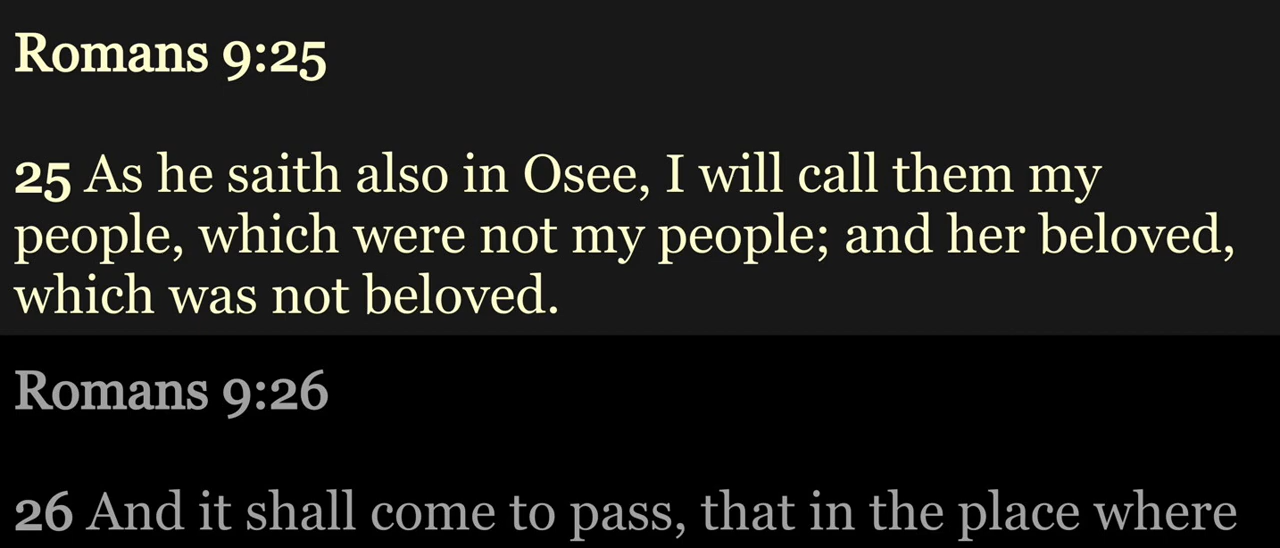 Romans 9:25
25 As he saith also in Osee, I will call them my
people, which were not my people; and her beloved,
which was not beloved.
Romans 9:26
26 And it shall come to pass, that in the place where